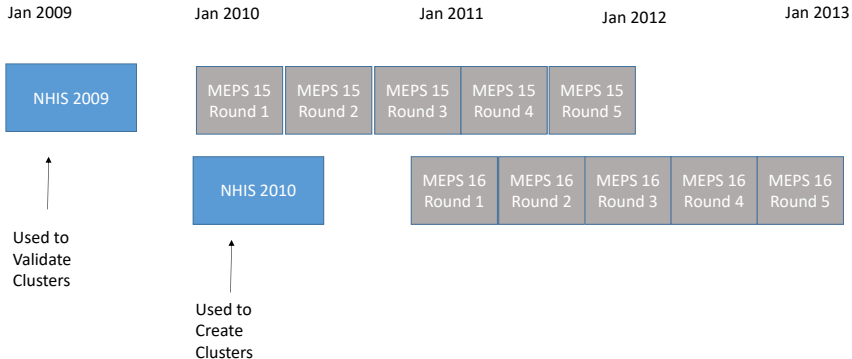 Jan 2009
Jan 2010
Jan 2011
Jan 2012
Jan 2013
NHIS 2009
MEPS 15
Round 1
MEPS 15
Round 2
MEPS 15
Round 3
MEPS 15
Round 4
MEPS 15
Round 5
NHIS 2010
MEPS 16
Round 1
MEPS 16
Round 2
MEPS 16
Round 3
MEPS 16
Round 4
MEPS 16
Round 5
Used to
Validate
Clusters
Used to
Create
Clusters